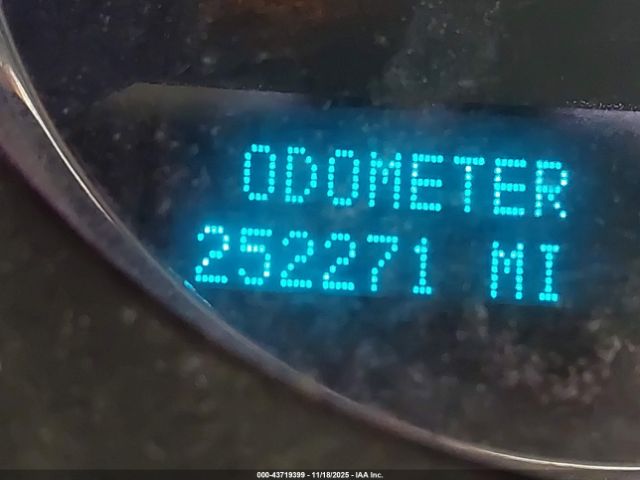 ODOMETER
252271 MI
000-43719399 - 11/18/2025 - IAA Inc.